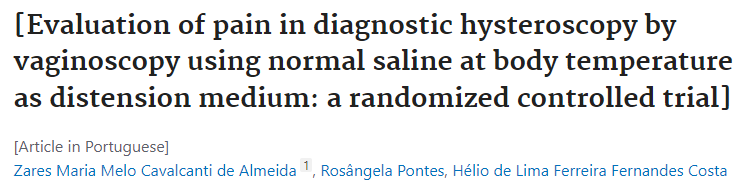 [Evaluation of pain in diagnostic hysteroscopy by
vaginoscopy using normal saline at body temperature
as distension medium: a randomized controlled trial]
[Article in Portuguese]
Zares Maria Melo Cavalcanti de Almeida 1, Rosângela Pontes, Hélio de Lima Ferreira Fernandes Costa